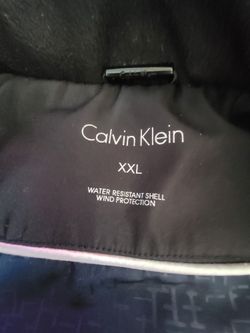 Calvin Klein
XXL
WATER RESISTANT SHELL
WIND PROTECTION